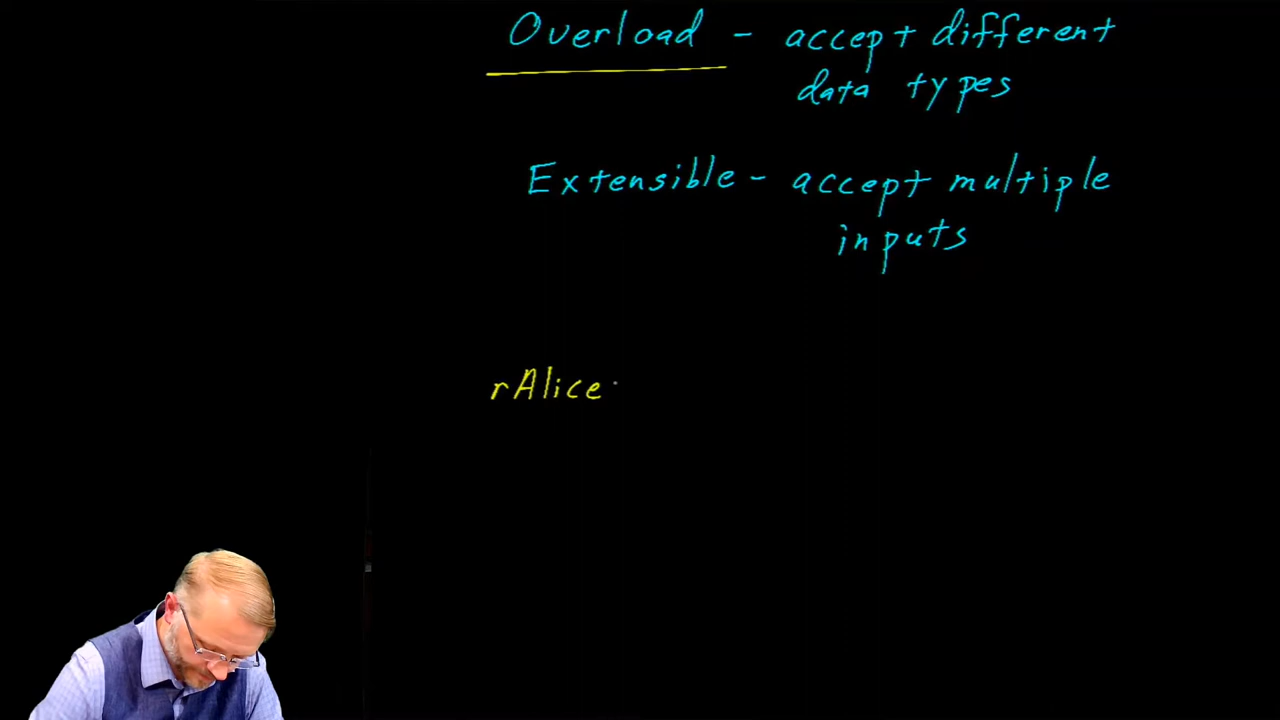 Overload - accept different
data types
Extensible - accept multiple
inputs
rAlice